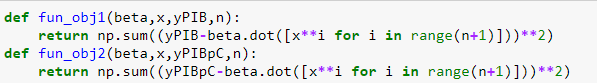 def fun_obj1(beta,x,yPIB,n):
    return np.sum((yPIB-beta.dot([x**i for i in range(n+1)]))**2)
def fun_obj2(beta,x,yPIBpC,n):
    return np.sum((yPIBpC-beta.dot([x**i for i in range(n+1)]))**2)